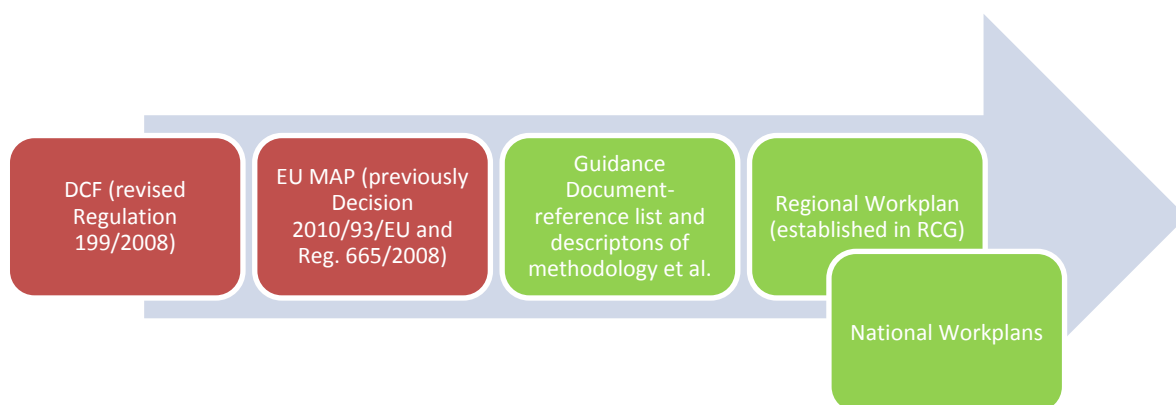 DCF (revised
Regulation
199/2008)
EU MAP (previously
Decision
2010/93/EU and
Reg. 665/2008)
Guidance
Document-
reference list and
descriptons of
methodology et al.
Regional Workplan
(established in RCG)
National Workplans